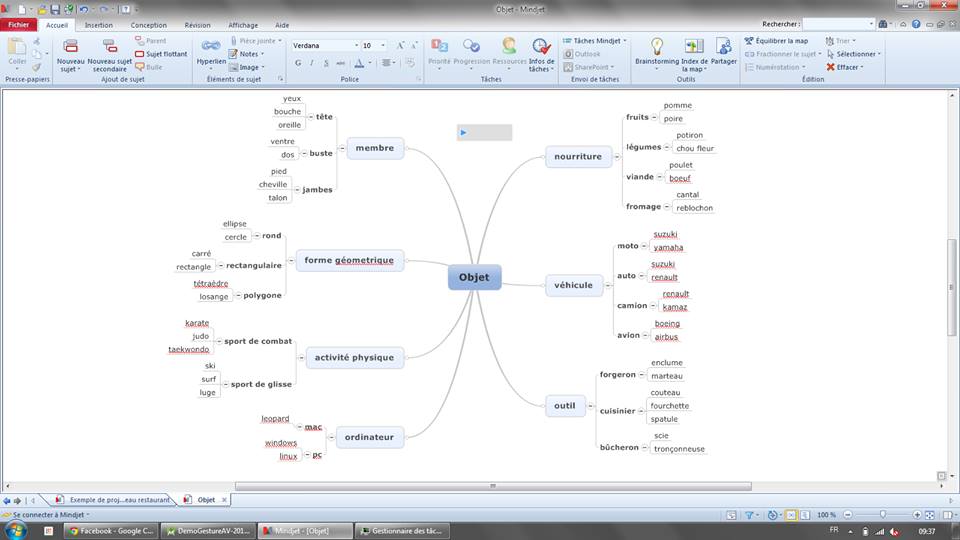 Objet - Mindjet
Fichier Accueil Insertion Conception Révision Affichage Aide Rechercher :
Coller
Nouveau sujet Nouveau sujet secondaire Parent Sujet flottant Bulle
Hyperlien Pièce jointe Notes Image
Verdana 10
G I S
Priorité Progression Ressources Infos de tâches
Tâches Mindjet Outlook SharePoint
Brainstorming Index de la map Partager
Équilibrer la map Fractionner le sujet Numérotation Trier Sélectionner Effacer
Presse-papiers Ajout de sujet Éléments de sujet Police Tâches Envoi de tâches Outils Édition
Objet
membre
tête
yeux
bouche
oreille
buste
ventre
dos
jambes
pied
cheville
talon
forme géometrique
rond
ellipse
cercle
rectangulaire
carré
rectangle
polygone
tétraèdre
losange
activité physique
sport de combat
karate
judo
taekwondo
sport de glisse
ski
surf
luge
ordinateur
mac
leopard
pc
windows
linux
nourriture
fruits
pomme
poire
légumes
potiron
chou fleur
viande
poulet
boeuf
fromage
cantal
reblochon
véhicule
moto
suzuki
yamaha
auto
suzuki
renault
camion
renault
kamaz
avion
boeing
airbus
outil
forgeron
enclume
marteau
cuisinier
couteau
fourchette
spatule
bûcheron
scie
tronçonneuse
Exemple de proj...eau restaurant Objet
Se connecter à Mindjet 100 %
Facebook - Google C... DemoGestureAV-201... Mindjet - [Objet] Gestionnaire des tâc... FR 09:37